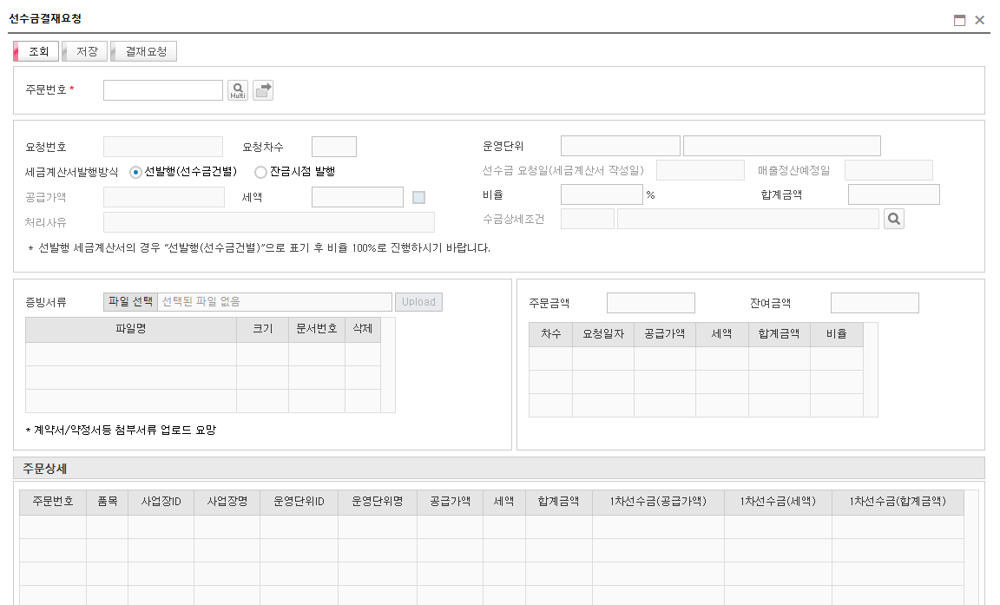 선수금결재요청
조회 저장 결재요청
주문번호 *
Multi
요청번호 요청차수 운영단위
세금계산서발행방식 선발행(선수금건별) 잔금시점 발행 선수금 요청일(세금계산서 작성일) 매출정산예정일
공급가액 세액 비율 % 합계금액
처리사유 수금상세조건
* 선발행 세금계산서의 경우 “선발행(선수금건별)”으로 표기 후 비율 100%로 진행하시기 바랍니다.
증빙서류 파일 선택 선택된 파일 없음 Upload
파일명 크기 문서번호 삭제
* 계약서/약정서등 첨부서류 업로드 요망
주문금액 잔여금액
차수 요청일자 공급가액 세액 합계금액 비율
주문상세
주문번호 품목 사업장ID 사업장명 운영단위ID 운영단위명 공급가액 세액 합계금액 1차선수금(공급가액) 1차선수금(세액) 1차선수금(합계금액)